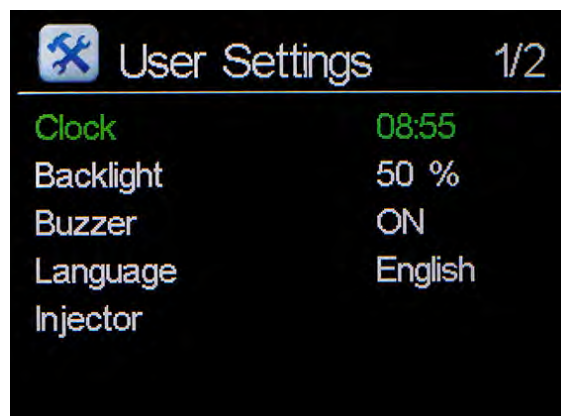 User Settings 1/2
Clock 08:55
Backlight 50 %
Buzzer ON
Language English
Injector